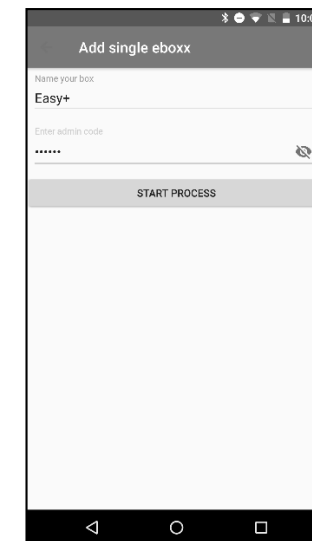 10:0
Add single eboxx
Name your box
Easy+
Enter admin code
••••••
START PROCESS